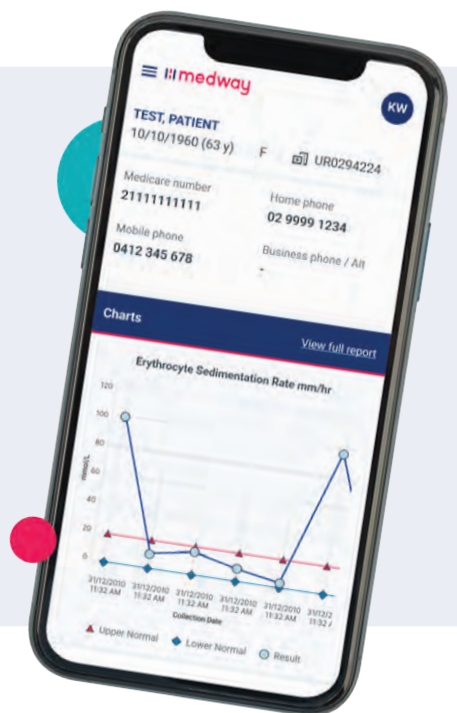 medway
KW
TEST, PATIENT
10/10/1960 (63 y) F UR0294224
Medicare number
21111111111
Home phone
02 9999 1234
Mobile phone
0412 345 678
Business phone / Alt
-
Charts
View full report
Erythrocyte Sedimentation Rate mm/hr
120
100
80
60
40
20
0
mmol/L
31/12/2010 31/12/2010 31/12/2010 31/12/2010 31/12/2010 31/12/2
11:32 AM 11:32 AM 11:32 AM 11:32 AM 11:32 AM 11:32 /
Collection Date
Upper Normal Lower Normal Result